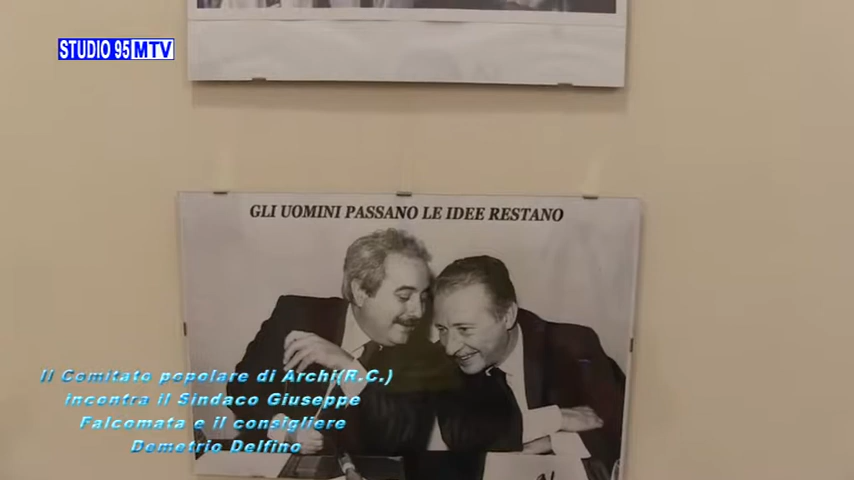 STUDIO 95 MTV
GLI UOMINI PASSANO LE IDEE RESTANO
Il Comitato popolare di Archi(R.C.)
incontra il Sindaco Giuseppe
Falcomata e il consigliere
Demetrio Delfino